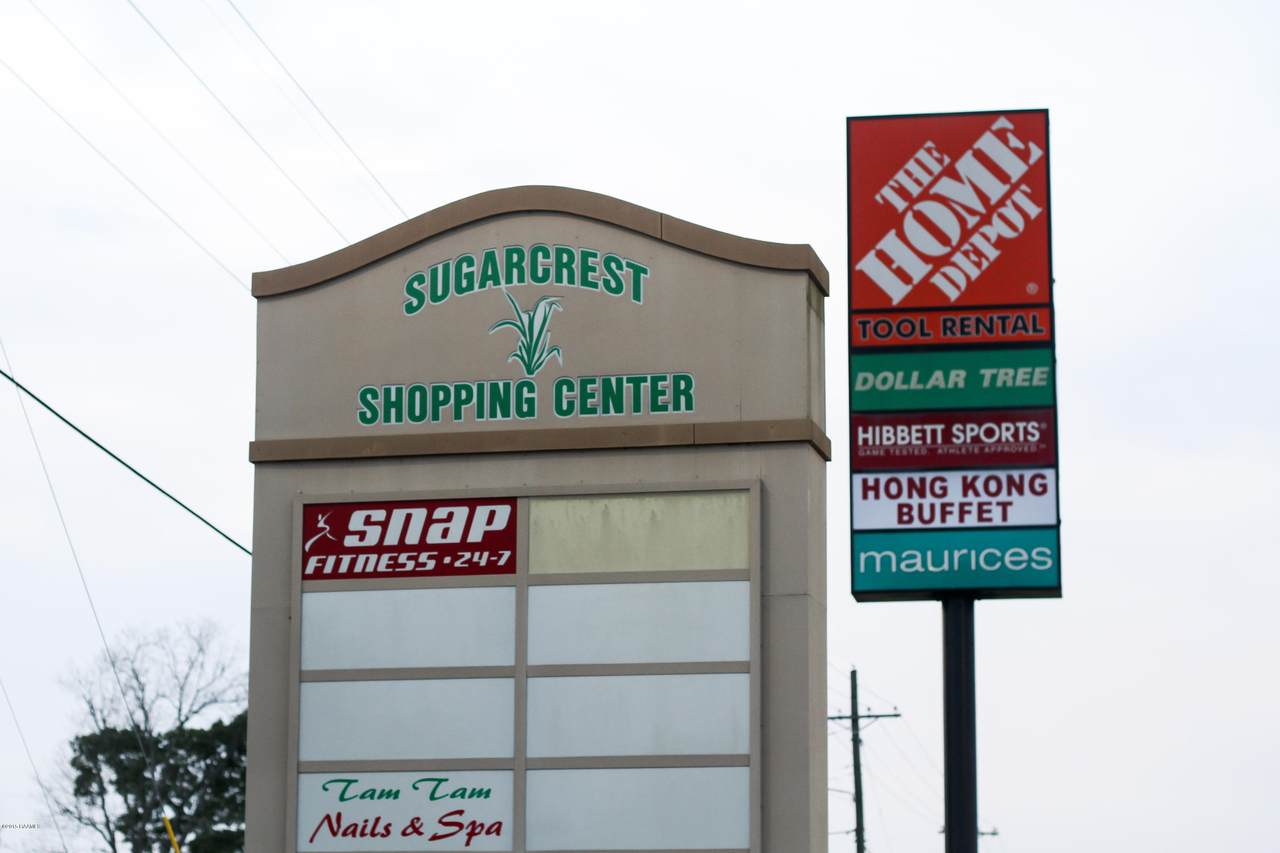 SUGARCREST
SHOPPING CENTER
SNAP
FITNESS • 24-7
Tam Tam
Nails & Spa
THE
HOME
DEPOT ®
TOOL RENTAL
DOLLAR TREE
HIBBETT SPORTS®
GAME TESTED. ATHLETE APPROVED.™
HONG KONG
BUFFET
maurices